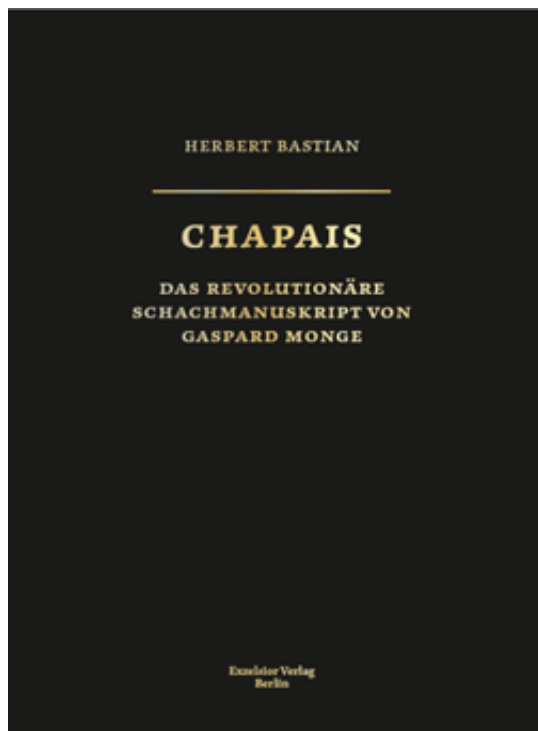 HERBERT BASTIAN
CHAPAIS
DAS REVOLUTIONÄRE
SCHACHMANUSKRIPT VON
GASPARD MONGE
Exzelsior Verlag
Berlin